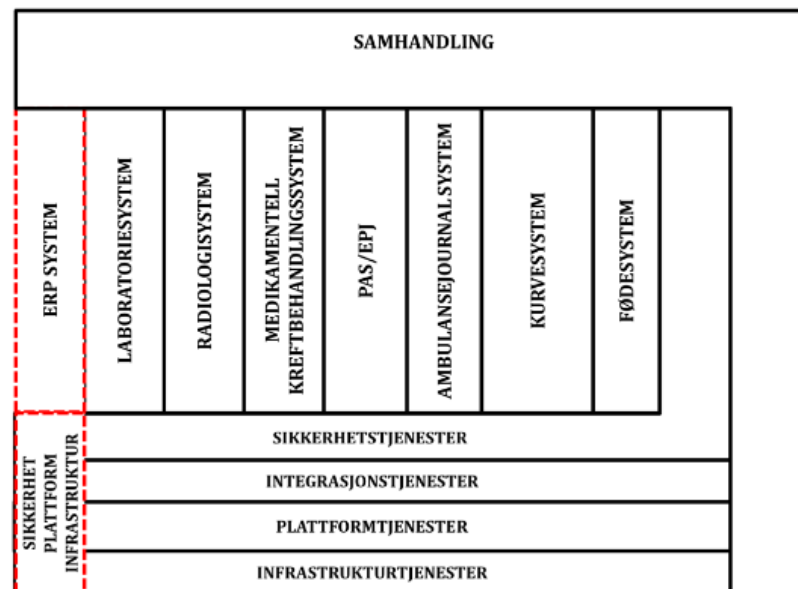 SAMHANDLING
ERP SYSTEM
LABORATORIESYSTEM
RADIOLOGISYSTEM
MEDIKAMENTELL
KREFTBEHANDLINGSSYSTEM
PAS/EPJ
AMBULANSEJOURNALSYSTEM
KURVESYSTEM
FØDESYSTEM
SIKKERHET
PLATTFORM
INFRASTRUKTUR
SIKKERHETSTJENESTER
INTEGRASJONSTJENESTER
PLATTFORMTJENESTER
INFRASTRUKTURTJENESTER